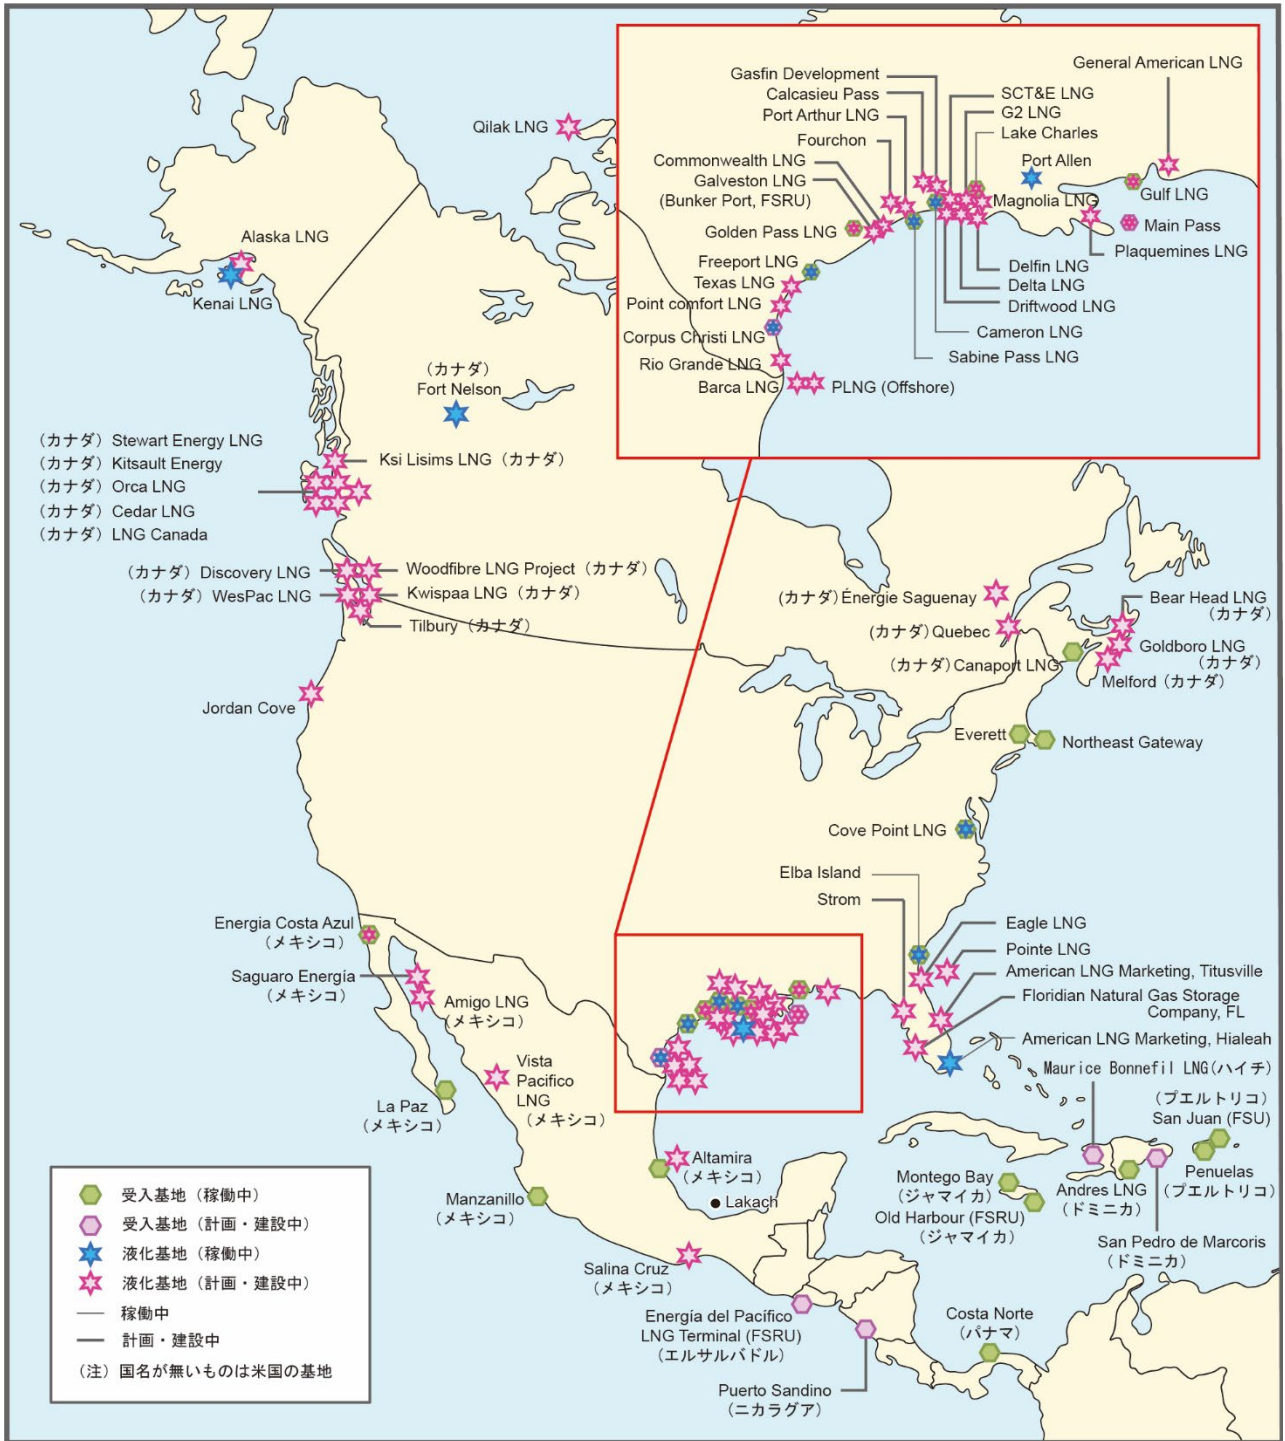 General American LNG
Gasfin Development
Calcasieu Pass
Port Arthur LNG
Fourchon
Commonwealth LNG
Galveston LNG
(Bunker Port, FSRU)
Golden Pass LNG
SCT&E LNG
G2 LNG
Lake Charles
Port Allen
Magnolia LNG
Gulf LNG
Main Pass
Plaquemines LNG
Freeport LNG
Texas LNG
Point comfort LNG
Corpus Christi LNG
Rio Grande LNG
Barca LNG
PLNG (Offshore)
Delfin LNG
Delta LNG
Driftwood LNG
Cameron LNG
Sabine Pass LNG
Qilak LNG
Alaska LNG
Kenai LNG
（カナダ）
Fort Nelson
（カナダ）Stewart Energy LNG
（カナダ）Kitsault Energy
（カナダ）Orca LNG
（カナダ）Cedar LNG
（カナダ）LNG Canada
Ksi Lisims LNG（カナダ）
（カナダ）Discovery LNG
（カナダ）WesPac LNG
Woodfibre LNG Project（カナダ）
Kwispaa LNG（カナダ）
Tilbury（カナダ）
Jordan Cove
（カナダ）Énergie Saguenay
（カナダ）Quebec
（カナダ）Canaport LNG
Bear Head LNG
（カナダ）
Goldboro LNG
（カナダ）
Melford（カナダ）
Everett
Northeast Gateway
Cove Point LNG
Elba Island
Strom
Eagle LNG
Pointe LNG
American LNG Marketing, Titusville
Floridian Natural Gas Storage
Company, FL
American LNG Marketing, Hialeah
Energia Costa Azul
（メキシコ）
Saguaro Energía
（メキシコ）
Amigo LNG
（メキシコ）
Vista
Pacifico
LNG
（メキシコ）
La Paz
（メキシコ）
Manzanillo
（メキシコ）
Altamira
（メキシコ）
Lakach
Salina Cruz
（メキシコ）
Maurice Bonnefil LNG(ハイチ)
（プエルトリコ）
San Juan (FSU)
Penuelas
（プエルトリコ）
Montego Bay
（ジャマイカ）
Old Harbour (FSRU)
（ジャマイカ）
Andres LNG
（ドミニカ）
San Pedro de Marcoris
（ドミニカ）
Energía del Pacífico
LNG Terminal (FSRU)
（エルサルバドル）
Costa Norte
（パナマ）
Puerto Sandino
（ニカラグア）
受入基地（稼働中）
受入基地（計画・建設中）
液化基地（稼働中）
液化基地（計画・建設中）
稼働中
計画・建設中
（注）国名が無いものは米国の基地